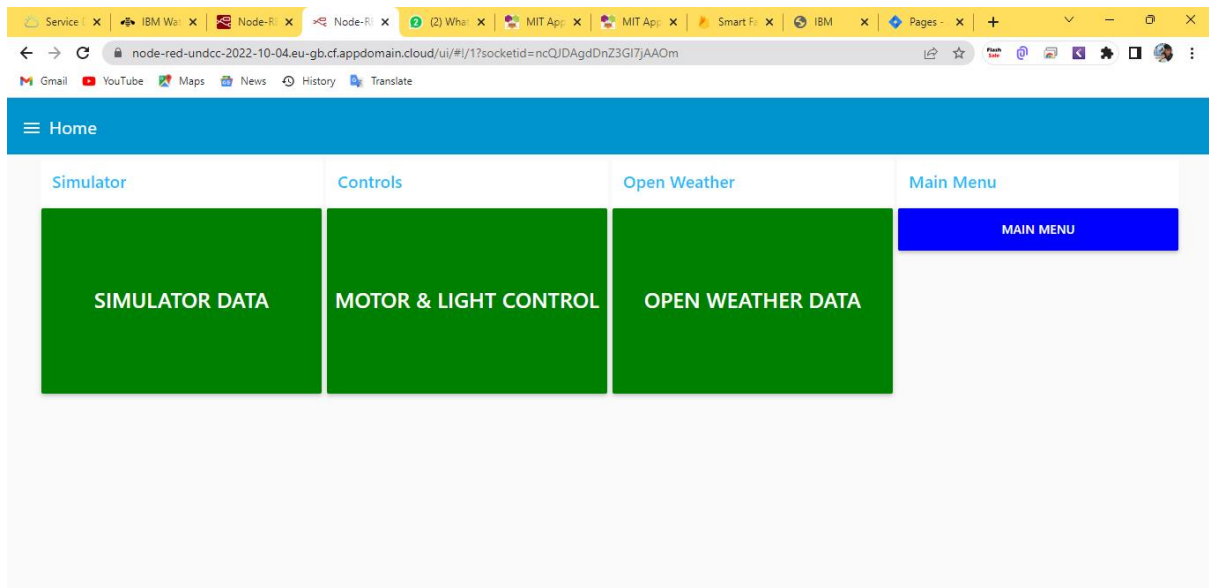 Service
IBM Wat
Node-R
Node-R
(2) What
MIT App
MIT App
Smart Fa
IBM
Pages -
node-red-undcc-2022-10-04.eu-gb.cf.appdomain.cloud/ui/#!/1?socketid=ncQJDAgdDnZ3GI7jAAOm
Gmail YouTube Maps News History Translate
Home
Simulator Controls Open Weather Main Menu
MAIN MENU
SIMULATOR DATA MOTOR & LIGHT CONTROL OPEN WEATHER DATA